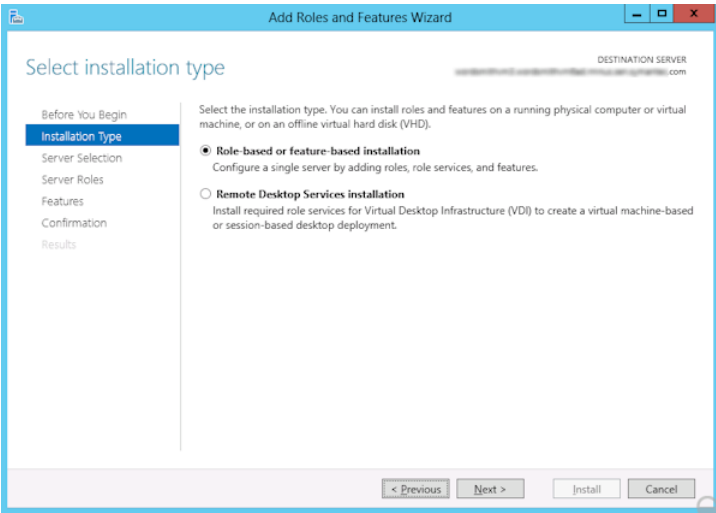 Add Roles and Features Wizard
Select installation type
DESTINATION SERVER
.com
Before You Begin
Installation Type
Server Selection
Server Roles
Features
Confirmation
Results
Select the installation type. You can install roles and features on a running physical computer or virtual
machine, or on an offline virtual hard disk (VHD).
Role-based or feature-based installation
Configure a single server by adding roles, role services, and features.
Remote Desktop Services installation
Install required role services for Virtual Desktop Infrastructure (VDI) to create a virtual machine-based
or session-based desktop deployment.
< Previous
Next >
Install
Cancel